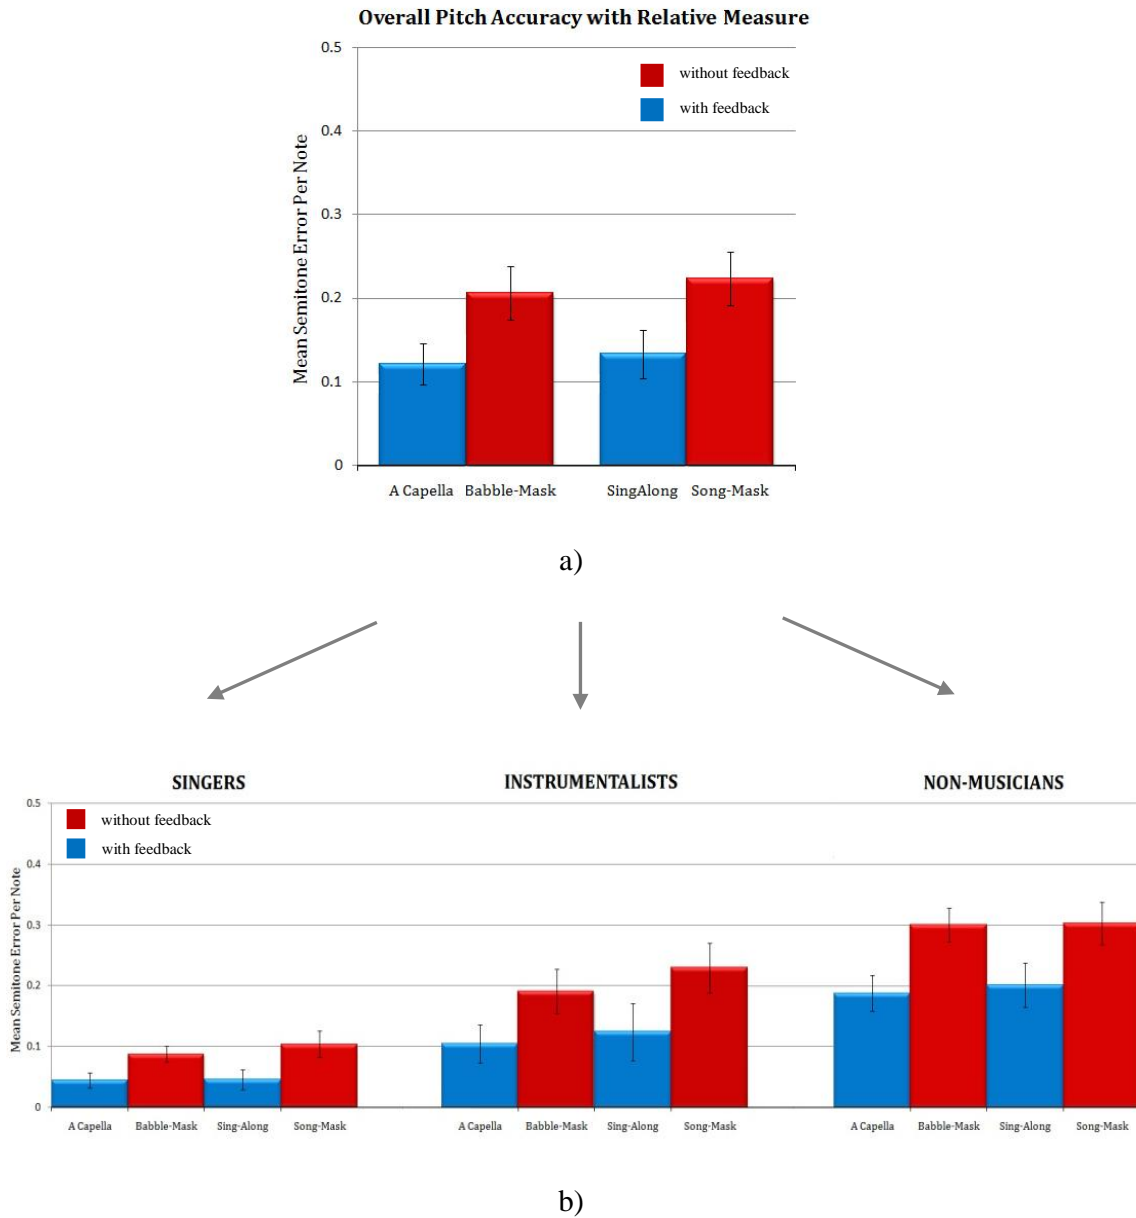 Overall Pitch Accuracy with Relative Measure
0.5
without feedback
with feedback
0.4
0.3
0.2
0.1
0
Mean Semitone Error Per Note
A Capella Babble-Mask SingAlong Song-Mask
a)
SINGERS INSTRUMENTALISTS NON-MUSICIANS
0.5
without feedback
with feedback
0.4
0.3
0.2
0.1
0
Mean Semitone Error Per Note
A Capella Babble-Mask Sing-Along Song-Mask A Capella Babble-Mask Sing-Along Song-Mask A Capella Babble-Mask Sing-Along Song-Mask
b)